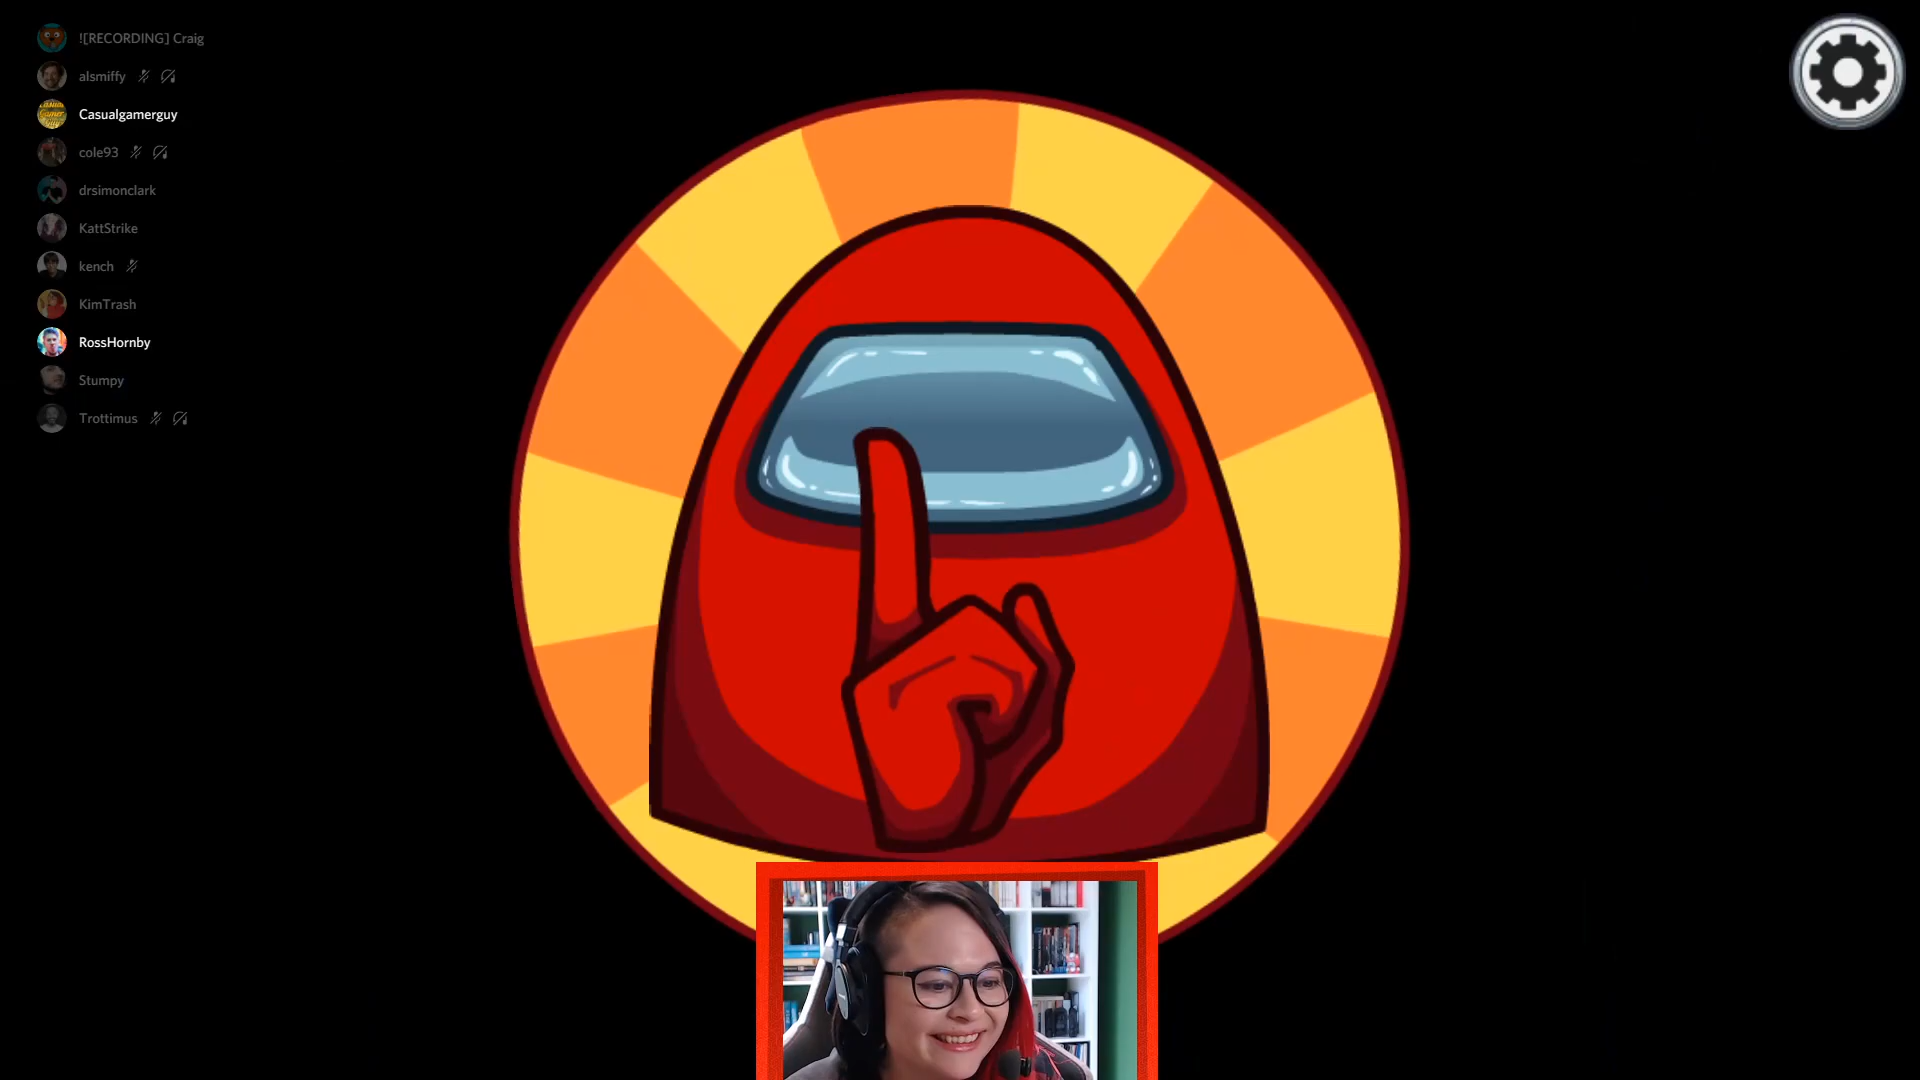 ![RECORDING] Craig
alsmiffy
Casualgamerguy
cole93
drsimonclark
KattStrike
kench
KimTrash
RossHornby
Stumpy
Trottimus